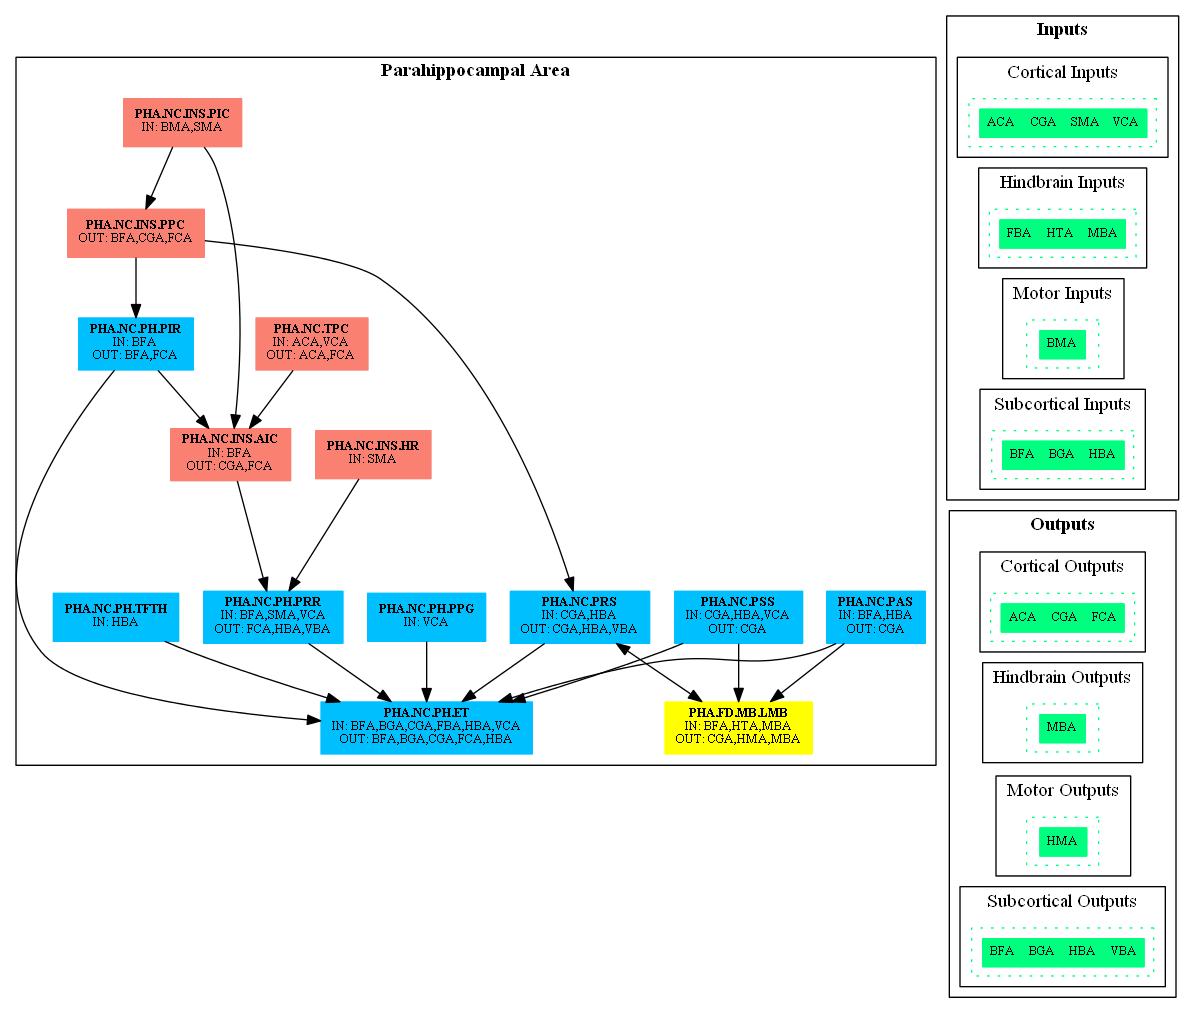 Parahippocampal Area
PHA.NC.INS.PIC
IN: BMA,SMA
PHA.NC.INS.PPC
OUT: BFA,CGA,FCA
PHA.NC.PH.PIR
IN: BFA
OUT: BFA,FCA
PHA.NC.TPC
IN: ACA,VCA
OUT: ACA,FCA
PHA.NC.INS.AIC
IN: BFA
OUT: CGA,FCA
PHA.NC.INS.HR
IN: SMA
PHA.NC.PH.TFTH
IN: HBA
PHA.NC.PH.PRR
IN: BFA,SMA,VCA
OUT: FCA,HBA,VBA
PHA.NC.PH.PPG
IN: VCA
PHA.NC.PRS
IN: CGA,HBA
OUT: CGA,HBA,VBA
PHA.NC.PSS
IN: CGA,HBA,VCA
OUT: CGA
PHA.NC.PAS
IN: BFA,HBA
OUT: CGA
PHA.NC.PH.ET
IN: BFA,BGA,CGA,FBA,HBA,VCA
OUT: BFA,BGA,CGA,FCA,HBA
PHA.FD.MB.LMB
IN: BFA,HTA,MBA
OUT: CGA,HMA,MBA
Inputs
Cortical Inputs
ACA CGA SMA VCA
Hindbrain Inputs
FBA HTA MBA
Motor Inputs
BMA
Subcortical Inputs
BFA BGA HBA
Outputs
Cortical Outputs
ACA CGA FCA
Hindbrain Outputs
MBA
Motor Outputs
HMA
Subcortical Outputs
BFA BGA HBA VBA